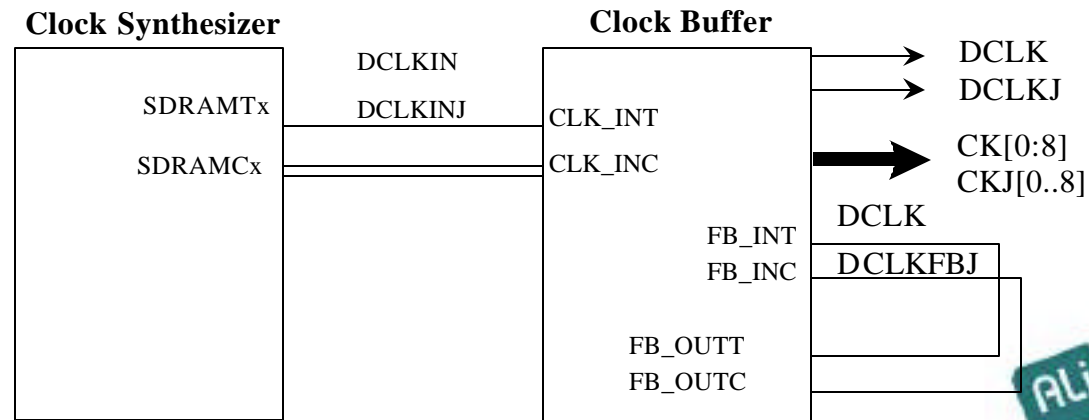 Clock Synthesizer
Clock Buffer
DCLKIN
DCLKINJ
SDRAMTx
SDRAMCx
CLK_INT
CLK_INC
DCLK
DCLKJ
CK[0:8]
CKJ[0..8]
DCLK
DCLKFBJ
FB_INT
FB_INC
FB_OUTT
FB_OUTC
ALi